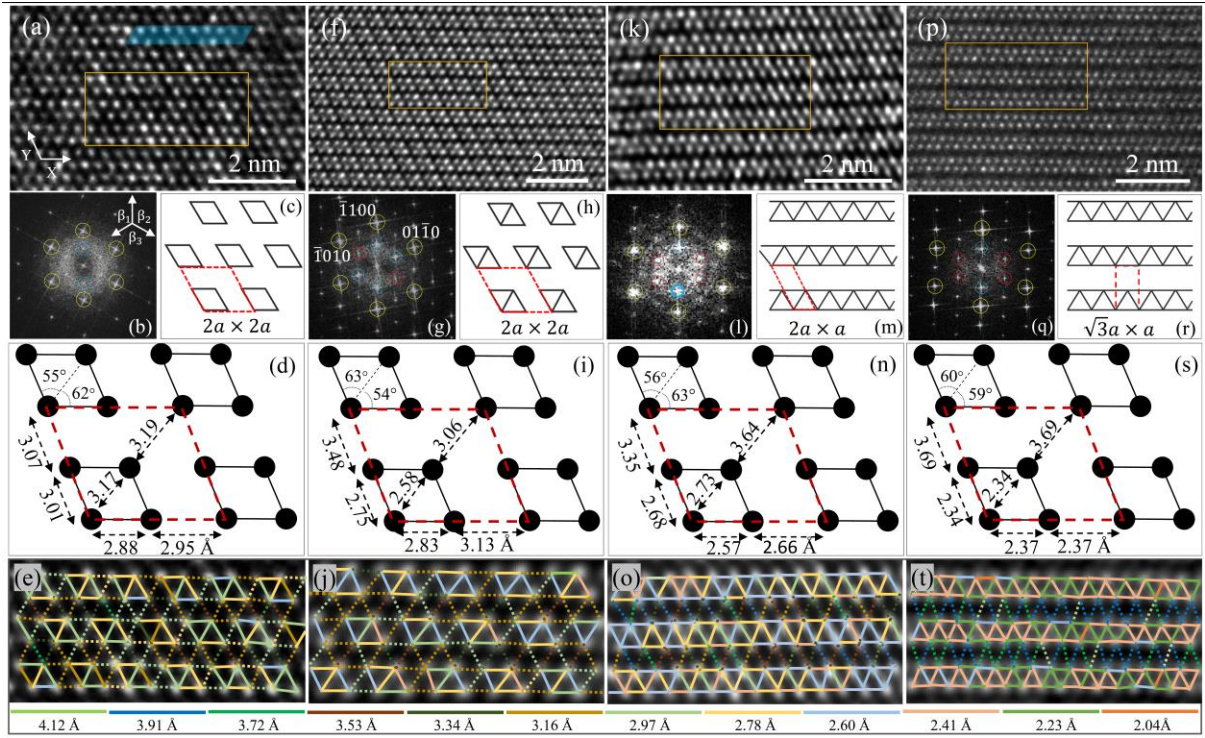 (a)
(f)
(k)
(p)
Y
X
2 nm
2 nm
2 nm
2 nm
β₁
β₂
β₃
(b)
(c)
2a × 2a
1̄100
011̄0
1̄010
(g)
(h)
2a × 2a
(l)
(m)
2a × a
(q)
(r)
√3a × a
(d)
55°
62°
3.19
3.07
3.17
3.01
2.88
2.95 Å
(i)
63°
54°
3.06
3.48
2.58
2.75
2.83
3.13 Å
(n)
56°
63°
3.64
3.35
2.73
2.68
2.57
2.66 Å
(s)
60°
59°
3.69
3.69
2.34
2.34
2.37
2.37 Å
(e)
(j)
(o)
(t)
4.12 Å 3.91 Å 3.72 Å 3.53 Å 3.34 Å 3.16 Å 2.97 Å 2.78 Å 2.60 Å 2.41 Å 2.23 Å 2.04Å